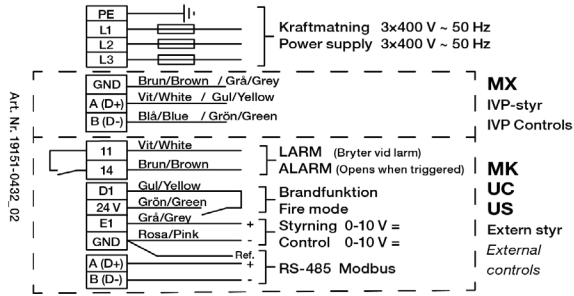 PE
L1
L2
L3
Kraftmatning 3×400 V ~ 50 Hz
Power supply 3×400 V ~ 50 Hz
GND Brun/Brown / Grå/Grey
A (D+) Vit/White / Gul/Yellow
B (D-) Blå/Blue / Grön/Green
MX
IVP-styr
IVP Controls
11 Vit/White
14 Brun/Brown
LARM (Bryter vid larm)
ALARM (Opens when triggered)
D1 Gul/Yellow
24 V Grön/Green
Brandfunktion
Fire mode
E1 Grå/Grey +
GND Rosa/Pink -
Styrning 0-10 V =
Control 0-10 V =
Ref.
A (D+) +
B (D-) -
RS-485 Modbus
MK
UC
US
Extern styr
External
controls
Art. Nr. 19151-0432_02